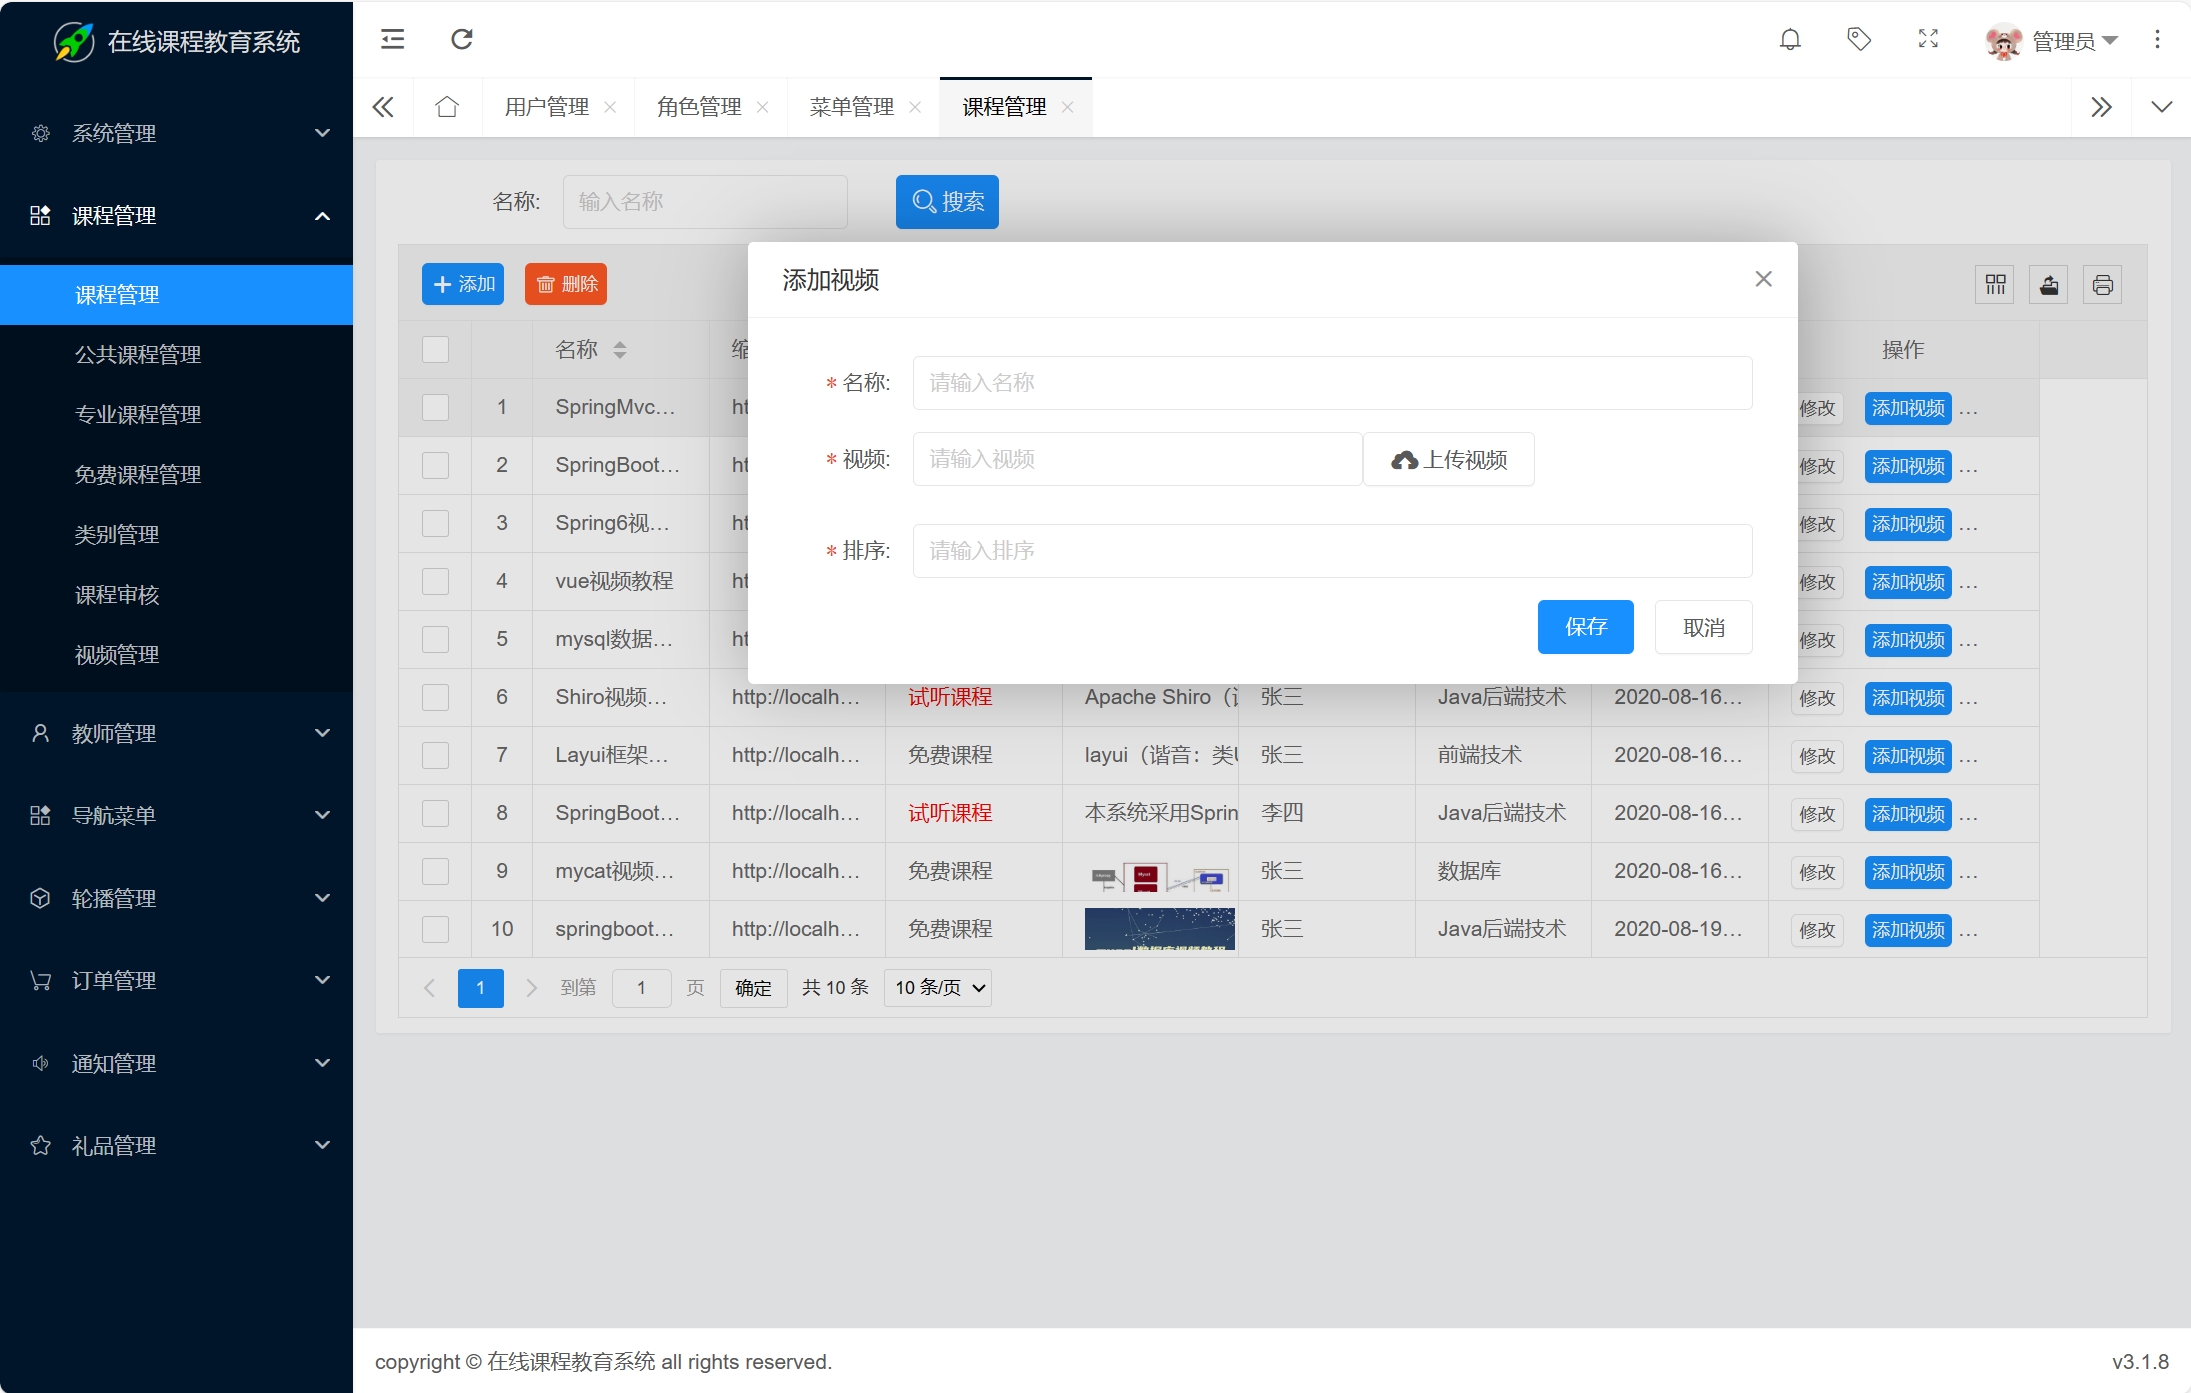 在线课程教育系统
管理员
用户管理
角色管理
菜单管理
课程管理
系统管理
课程管理
课程管理
公共课程管理
专业课程管理
免费课程管理
类别管理
课程审核
视频管理
教师管理
导航菜单
轮播管理
订单管理
通知管理
礼品管理
名称: 输入名称 搜索
添加 删除
添加视频
*名称: 请输入名称
*视频: 请输入视频 上传视频
*排序: 请输入排序
保存 取消
名称 缩 操作
1 SpringMvc... ht 修改 添加视频 ...
2 SpringBoot... ht 修改 添加视频 ...
3 Spring6视... ht 修改 添加视频 ...
4 vue视频教程 ht 修改 添加视频 ...
5 mysql数据... ht 修改 添加视频 ...
6 Shiro视频... http://localh... 试听课程 Apache Shiro 张三 Java后端技术 2020-08-16... 修改 添加视频 ...
7 Layui框架... http://localh... 免费课程 layui（谐音：类U 张三 前端技术 2020-08-16... 修改 添加视频 ...
8 SpringBoot... http://localh... 试听课程 本系统采用Sprin 李四 Java后端技术 2020-08-16... 修改 添加视频 ...
9 mycat视频... http://localh... 免费课程 张三 数据库 2020-08-16... 修改 添加视频 ...
10 springboot... http://localh... 免费课程 张三 Java后端技术 2020-08-19... 修改 添加视频 ...
1 到第 1 页 确定 共 10 条 10 条/页
copyright © 在线课程教育系统 all rights reserved.
v3.1.8